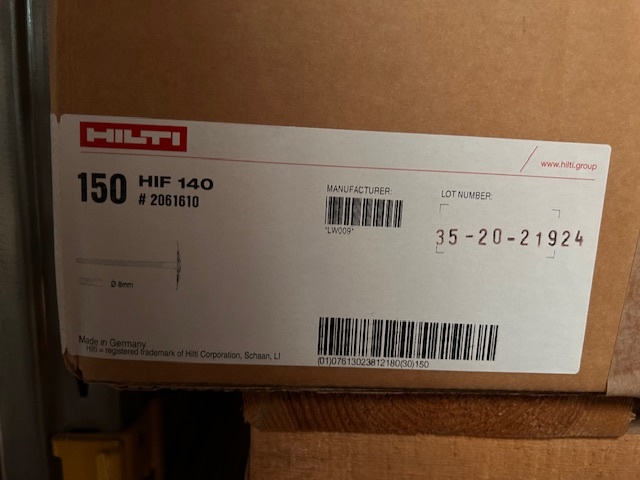 HILTI
www.hilti.group
150 HIF 140
# 2061610
MANUFACTURER:
*LW009*
LOT NUMBER:
35-20-21924
Ø 8mm
Made in Germany
Hilti = registered trademark of Hilti Corporation, Schaan, LI
(01)07613023812180(30)150